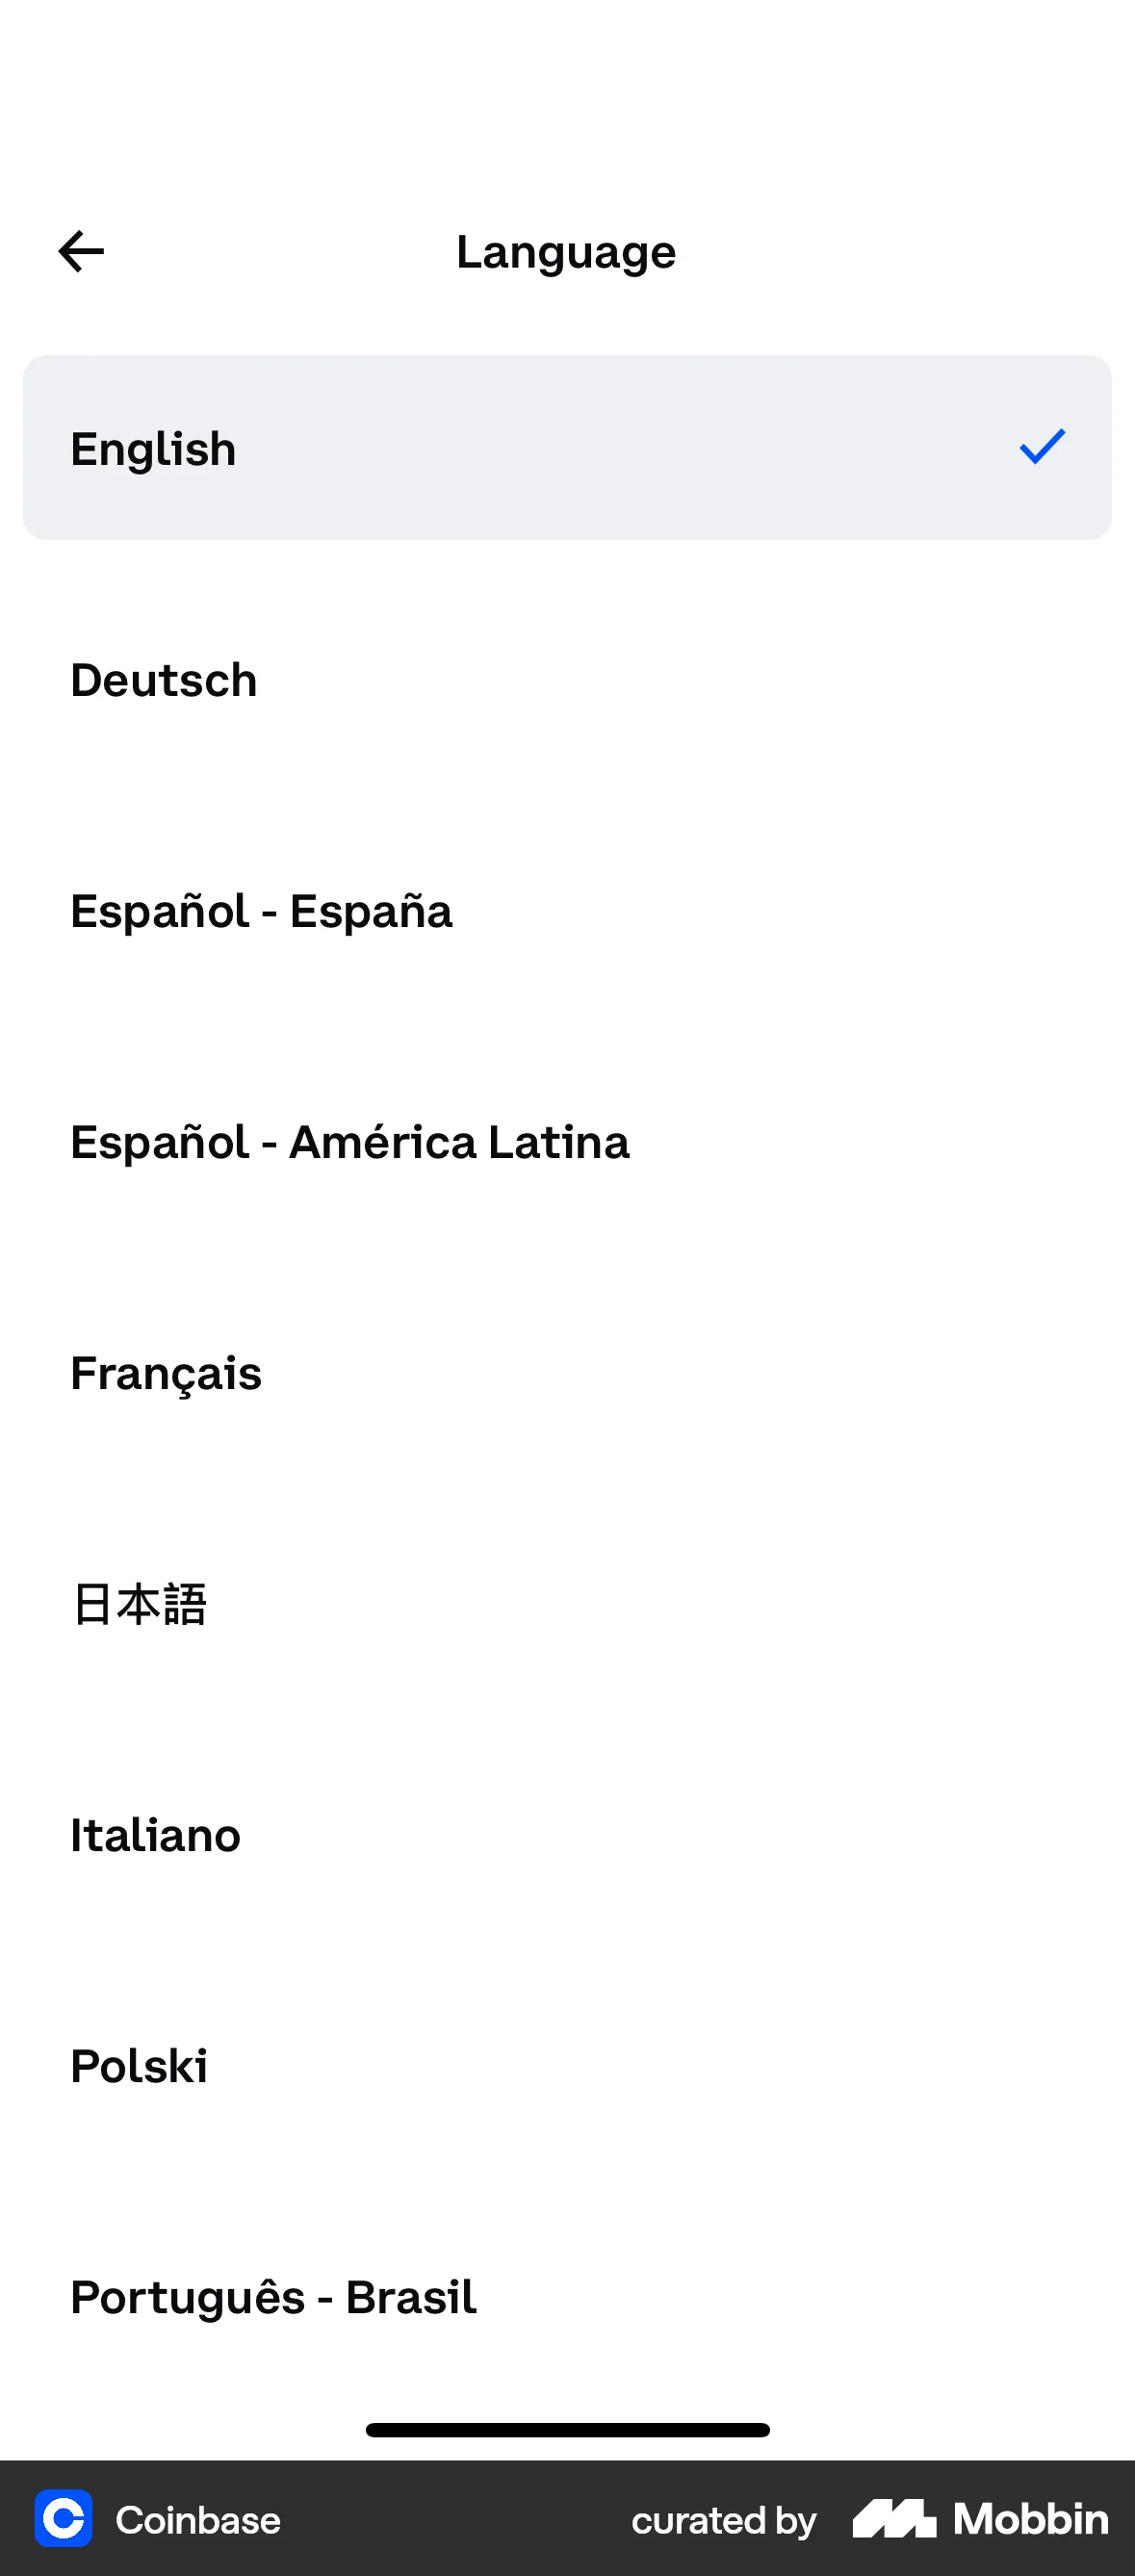 Language
English
Deutsch
Español - España
Español - América Latina
Français
日本語
Italiano
Polski
Português - Brasil
Coinbase
curated by Mobbin